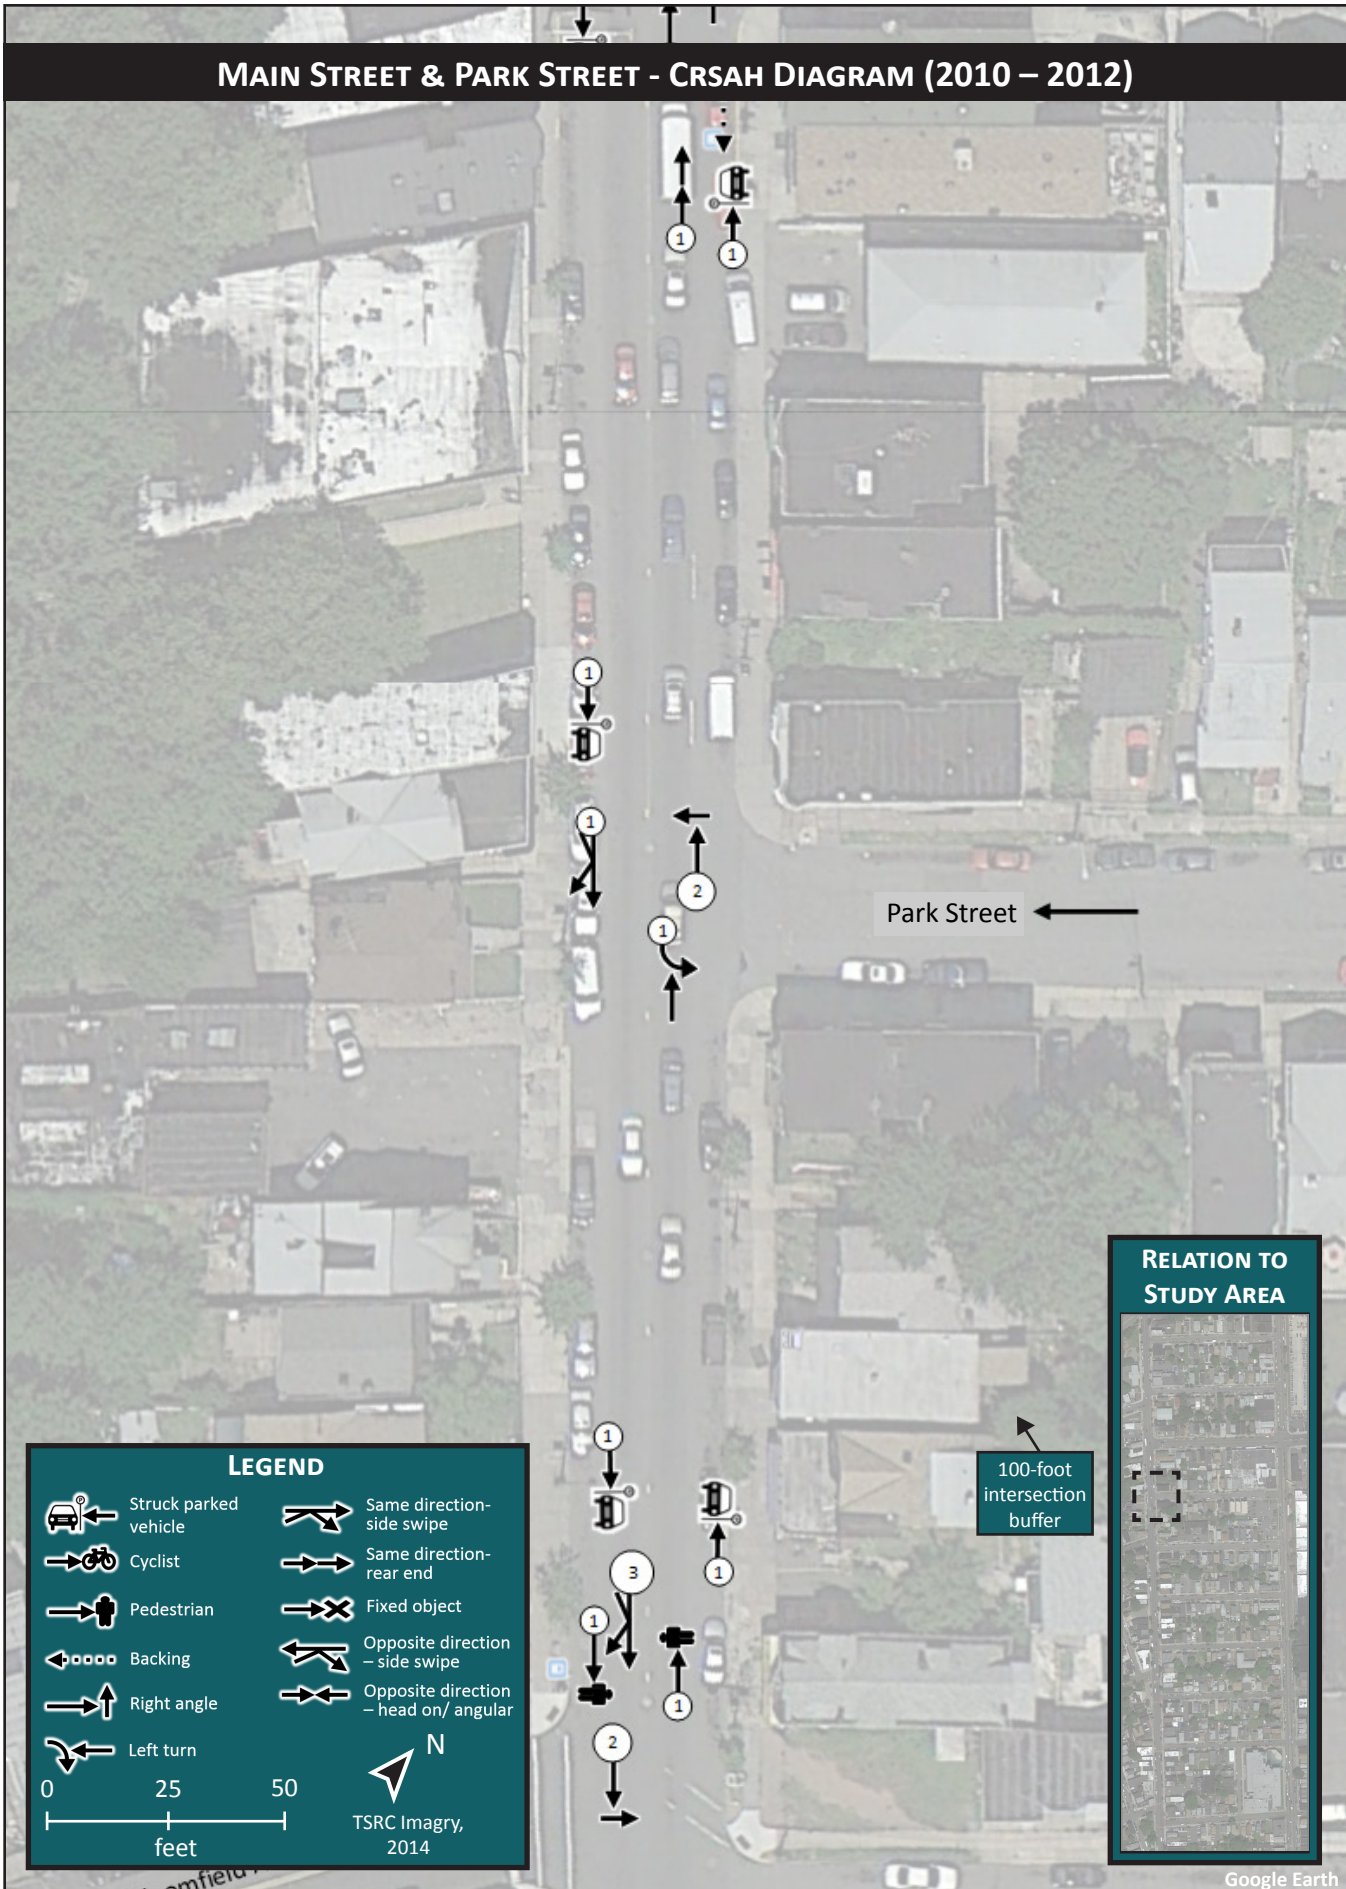 MAIN STREET & PARK STREET - CRSAH DIAGRAM (2010 – 2012)
1
1
1
1
2
Park Street
1
RELATION TO
STUDY AREA
1
100-foot
intersection
buffer
1
3
1
1
2
LEGEND
Struck parked
vehicle
Cyclist
Pedestrian
Backing
Right angle
Left turn
Same direction-
side swipe
Same direction-
rear end
Fixed object
Opposite direction
– side swipe
Opposite direction
– head on/ angular
N
0 25 50
feet
TSRC Imagry,
2014
Google Earth